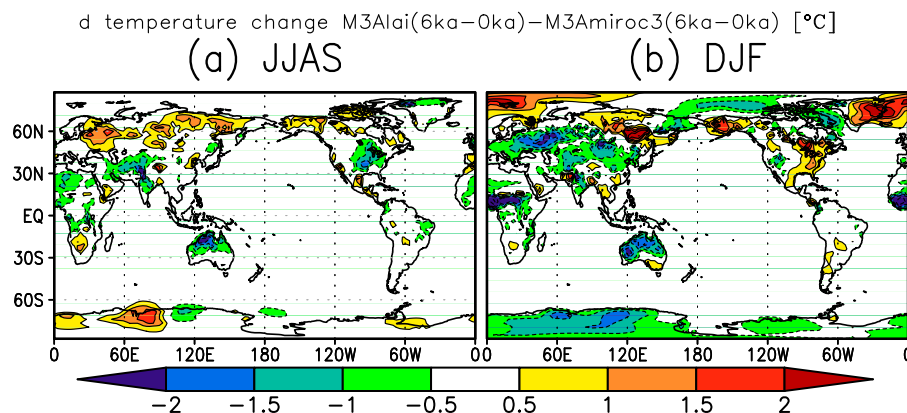 d temperature change M3Alai(6ka-0ka)-M3Amiroc3(6ka-0ka) [°C]
(a) JJAS (b) DJF
60N
30N
EQ
30S
60S
0 60E 120E 180 120W 60W 0 60E 120E 180 120W 60W 0
-2 -1.5 -1 -0.5 0.5 1 1.5 2